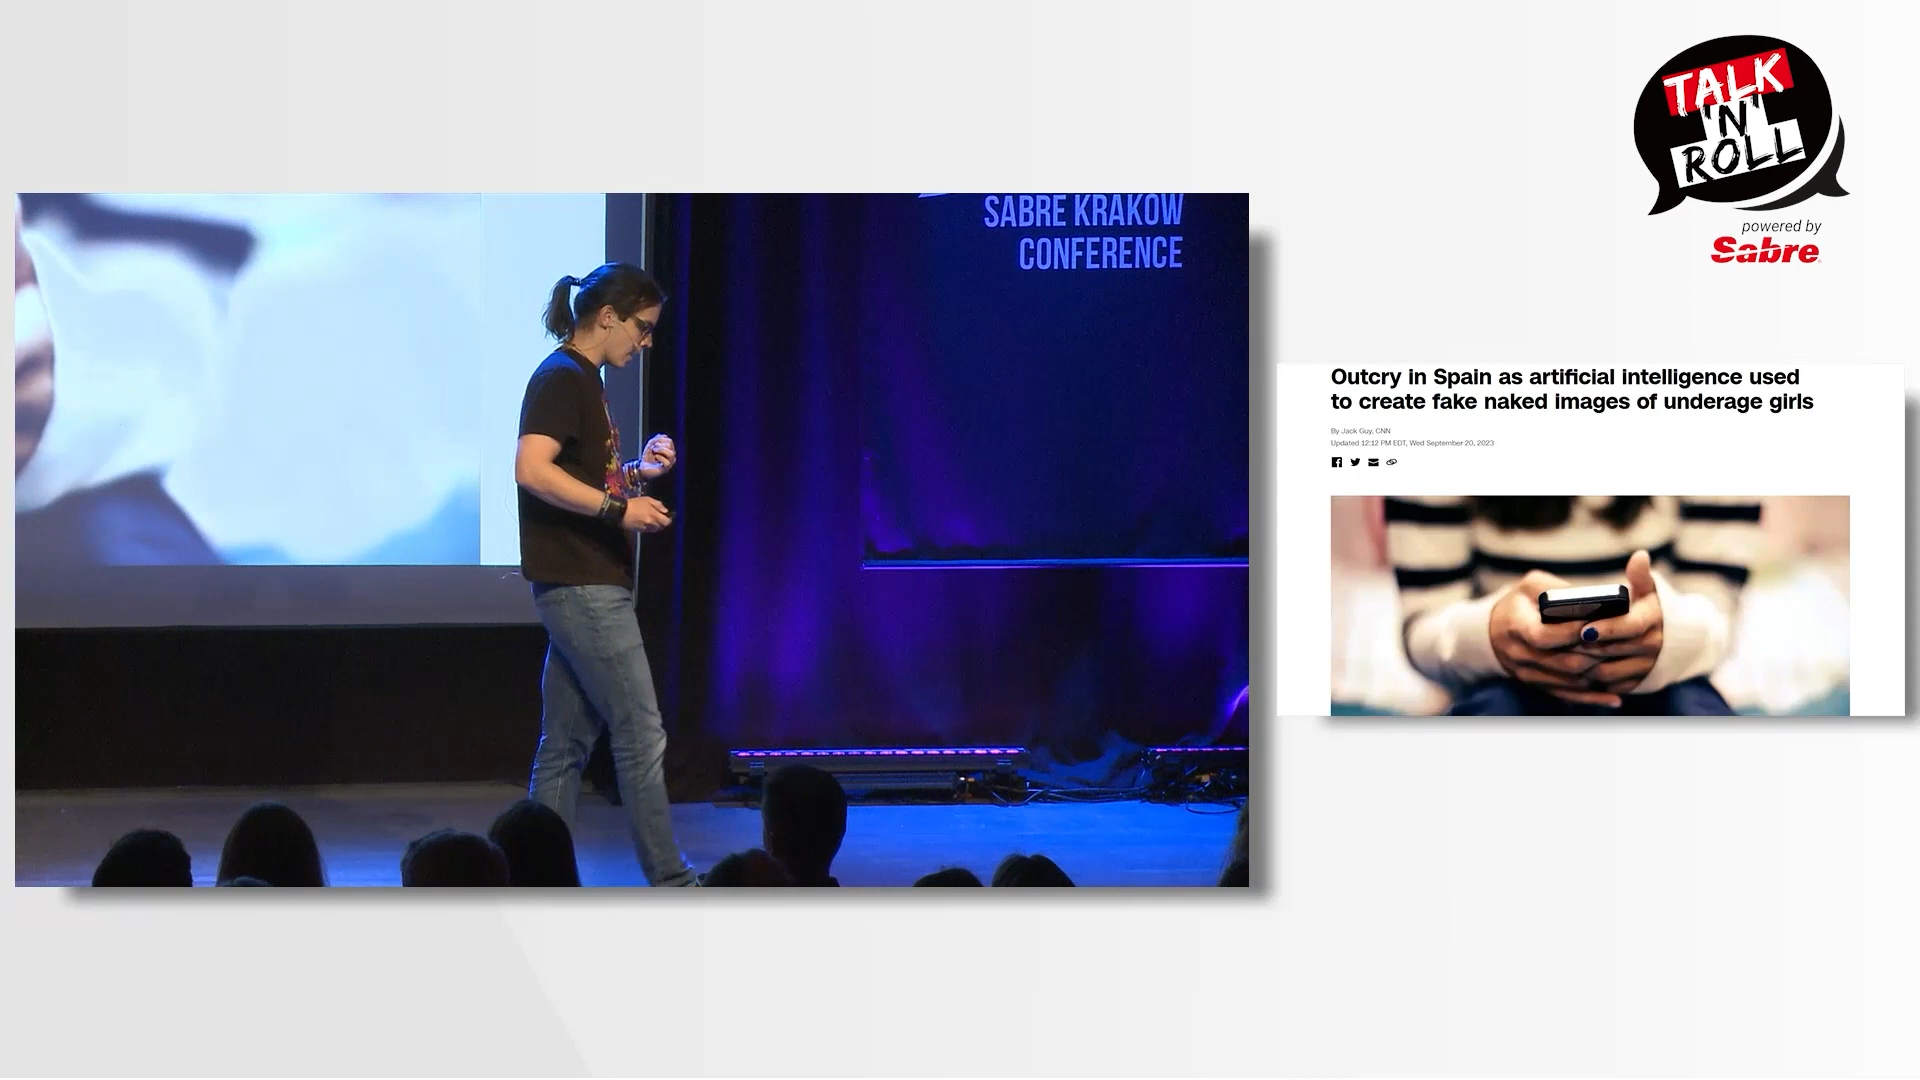 TALK
'N'
ROLL
powered by
Sabre
SABRE KRAKOW
CONFERENCE
Outcry in Spain as artificial intelligence used
to create fake naked images of underage girls
By Jack Guy, CNN
Updated 12:12 PM EDT, Wed September 20, 2023